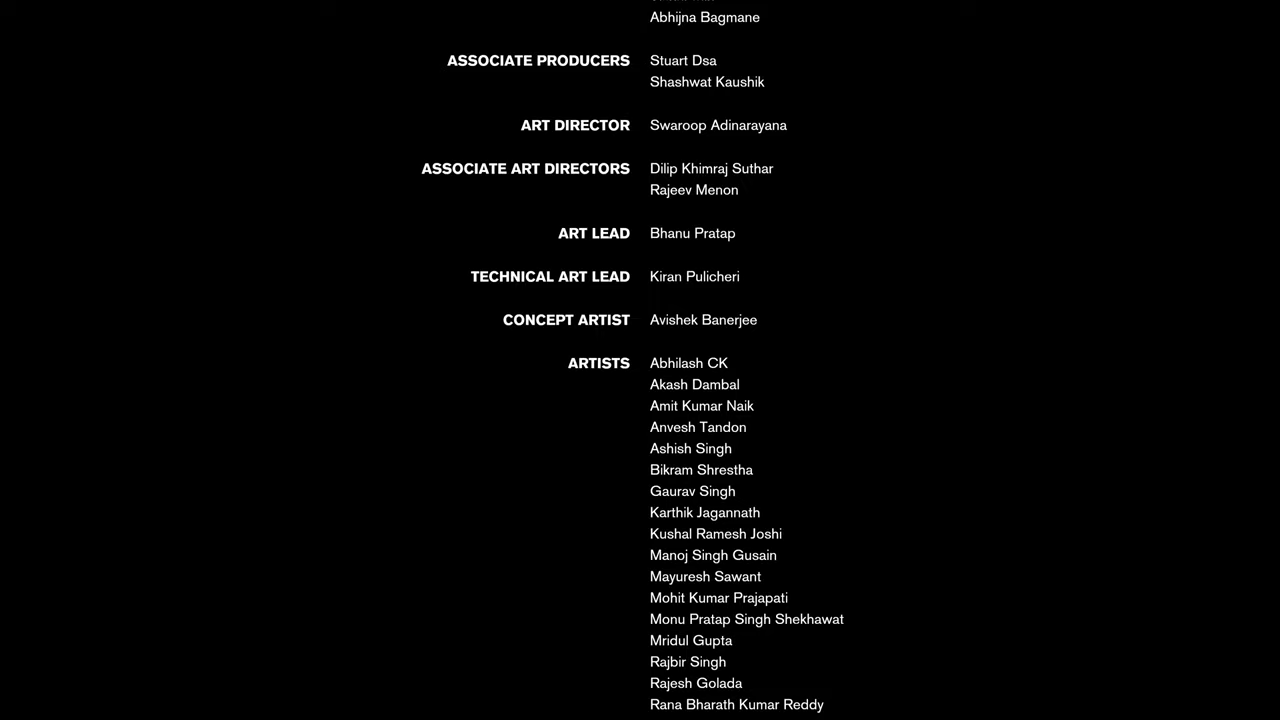 Abhijna Bagmane
ASSOCIATE PRODUCERS Stuart Dsa
Shashwat Kaushik
ART DIRECTOR Swaroop Adinarayana
ASSOCIATE ART DIRECTORS Dilip Khimraj Suthar
Rajeev Menon
ART LEAD Bhanu Pratap
TECHNICAL ART LEAD Kiran Pulicheri
CONCEPT ARTIST Avishek Banerjee
ARTISTS Abhilash CK
Akash Dambal
Amit Kumar Naik
Anvesh Tandon
Ashish Singh
Bikram Shrestha
Gaurav Singh
Karthik Jagannath
Kushal Ramesh Joshi
Manoj Singh Gusain
Mayuresh Sawant
Mohit Kumar Prajapati
Monu Pratap Singh Shekhawat
Mridul Gupta
Rajbir Singh
Rajesh Golada
Rana Bharath Kumar Reddy